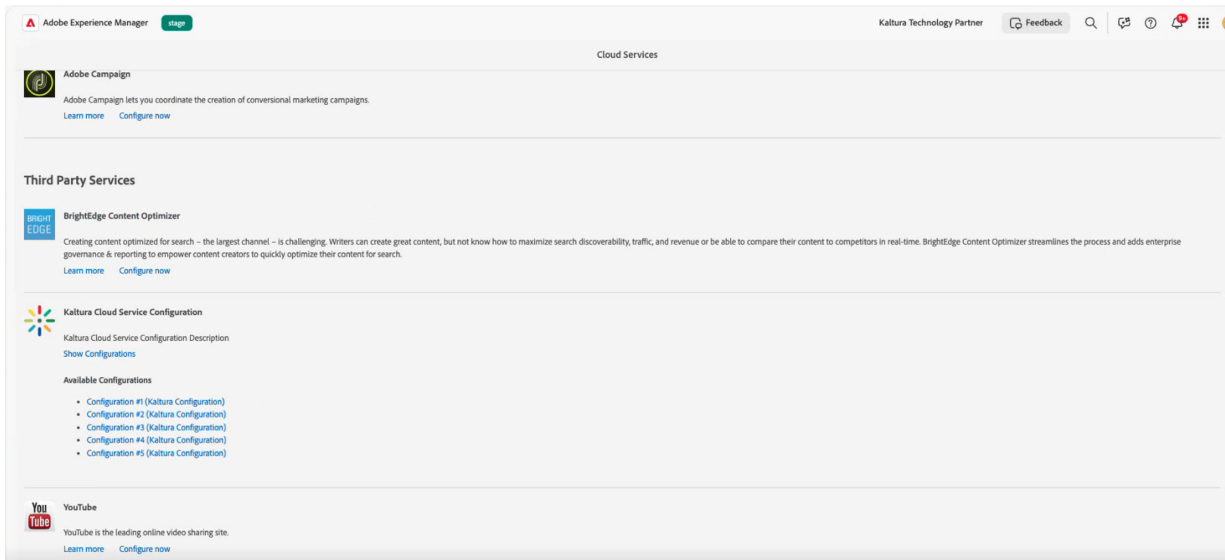 Adobe Experience Manager stage Kaltura Technology Partner Feedback 9+
Cloud Services
Adobe Campaign
Adobe Campaign lets you coordinate the creation of conversional marketing campaigns.
Learn more Configure now
Third Party Services
BRIGHT
EDGE
BrightEdge Content Optimizer
Creating content optimized for search – the largest channel – is challenging. Writers can create great content, but not know how to maximize search discoverability, traffic, and revenue or be able to compare their content to competitors in real-time. BrightEdge Content Optimizer streamlines the process and adds enterprise
governance & reporting to empower content creators to quickly optimize their content for search.
Learn more Configure now
Kaltura Cloud Service Configuration
Kaltura Cloud Service Configuration Description
Show Configurations
Available Configurations
• Configuration #1 (Kaltura Configuration)
• Configuration #2 (Kaltura Configuration)
• Configuration #3 (Kaltura Configuration)
• Configuration #4 (Kaltura Configuration)
• Configuration #5 (Kaltura Configuration)
You
Tube
YouTube
YouTube is the leading online video sharing site.
Learn more Configure now